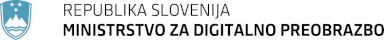 REPUBLIKA SLOVENIJA
MINISTRSTVO ZA DIGITALNO PREOBRAZBO